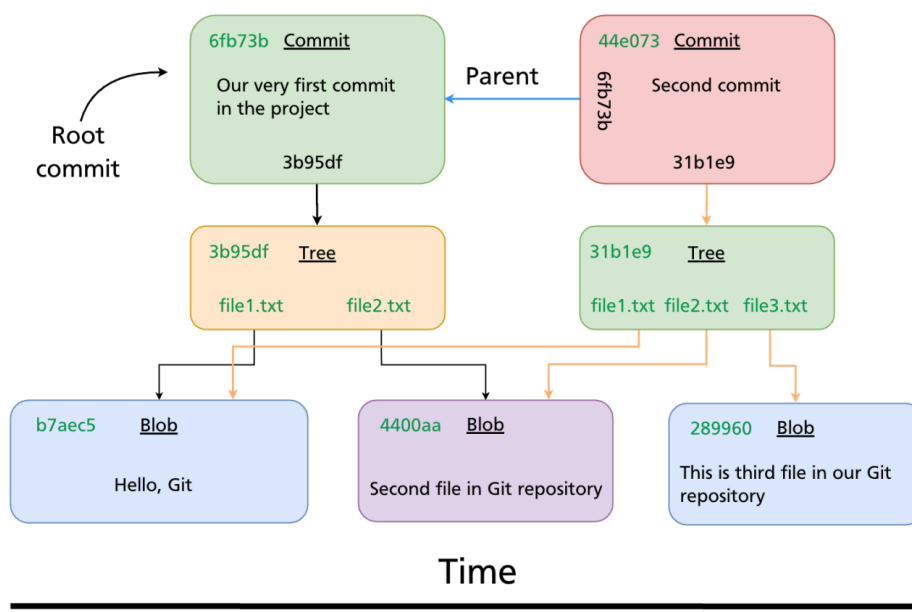 6fb73b Commit
Our very first commit
in the project
3b95df
44e073 Commit
6fb73b
Second commit
31b1e9
Parent
Root
commit
3b95df Tree
file1.txt file2.txt
31b1e9 Tree
file1.txt file2.txt file3.txt
b7aec5 Blob
Hello, Git
4400aa Blob
Second file in Git repository
289960 Blob
This is third file in our Git
repository
Time